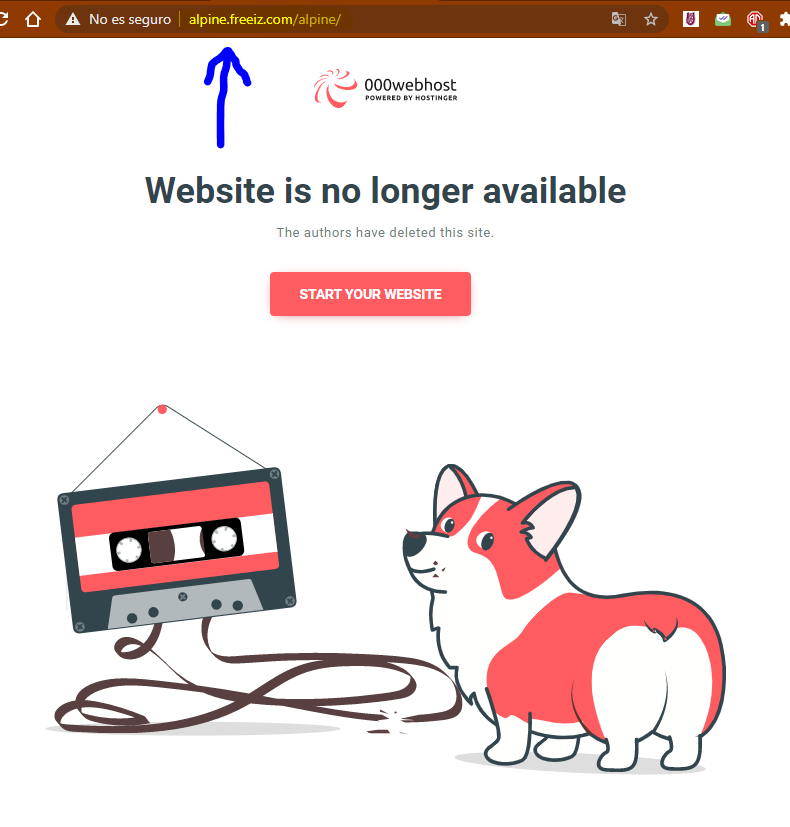 No es seguro alpine.freeiz.com/alpine/
000webhost
POWERED BY HOSTINGER
Website is no longer available
The authors have deleted this site.
START YOUR WEBSITE
1